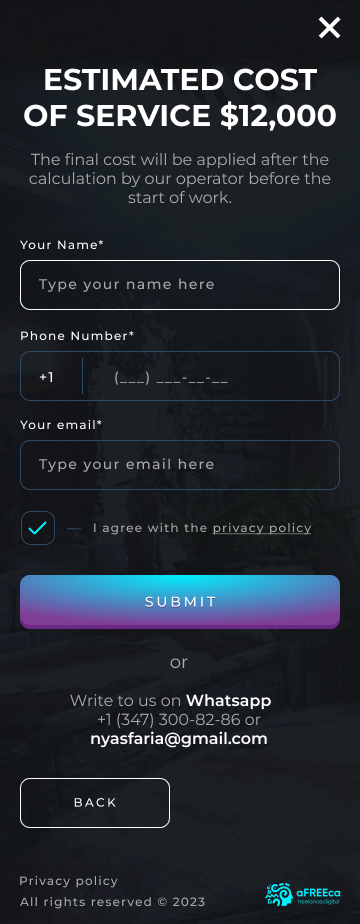 ESTIMATED COST
OF SERVICE $12,000
The final cost will be applied after the
calculation by our operator before the
start of work.
Your Name*
Type your name here
Phone Number*
+1 (___) ___-__-__
Your email*
Type your email here
I agree with the privacy policy
SUBMIT
or
Write to us on Whatsapp
+1 (347) 300-82-86 or
nyasfaria@gmail.com
BACK
Privacy policy
All rights reserved © 2023
aFREEca
freelance.digital